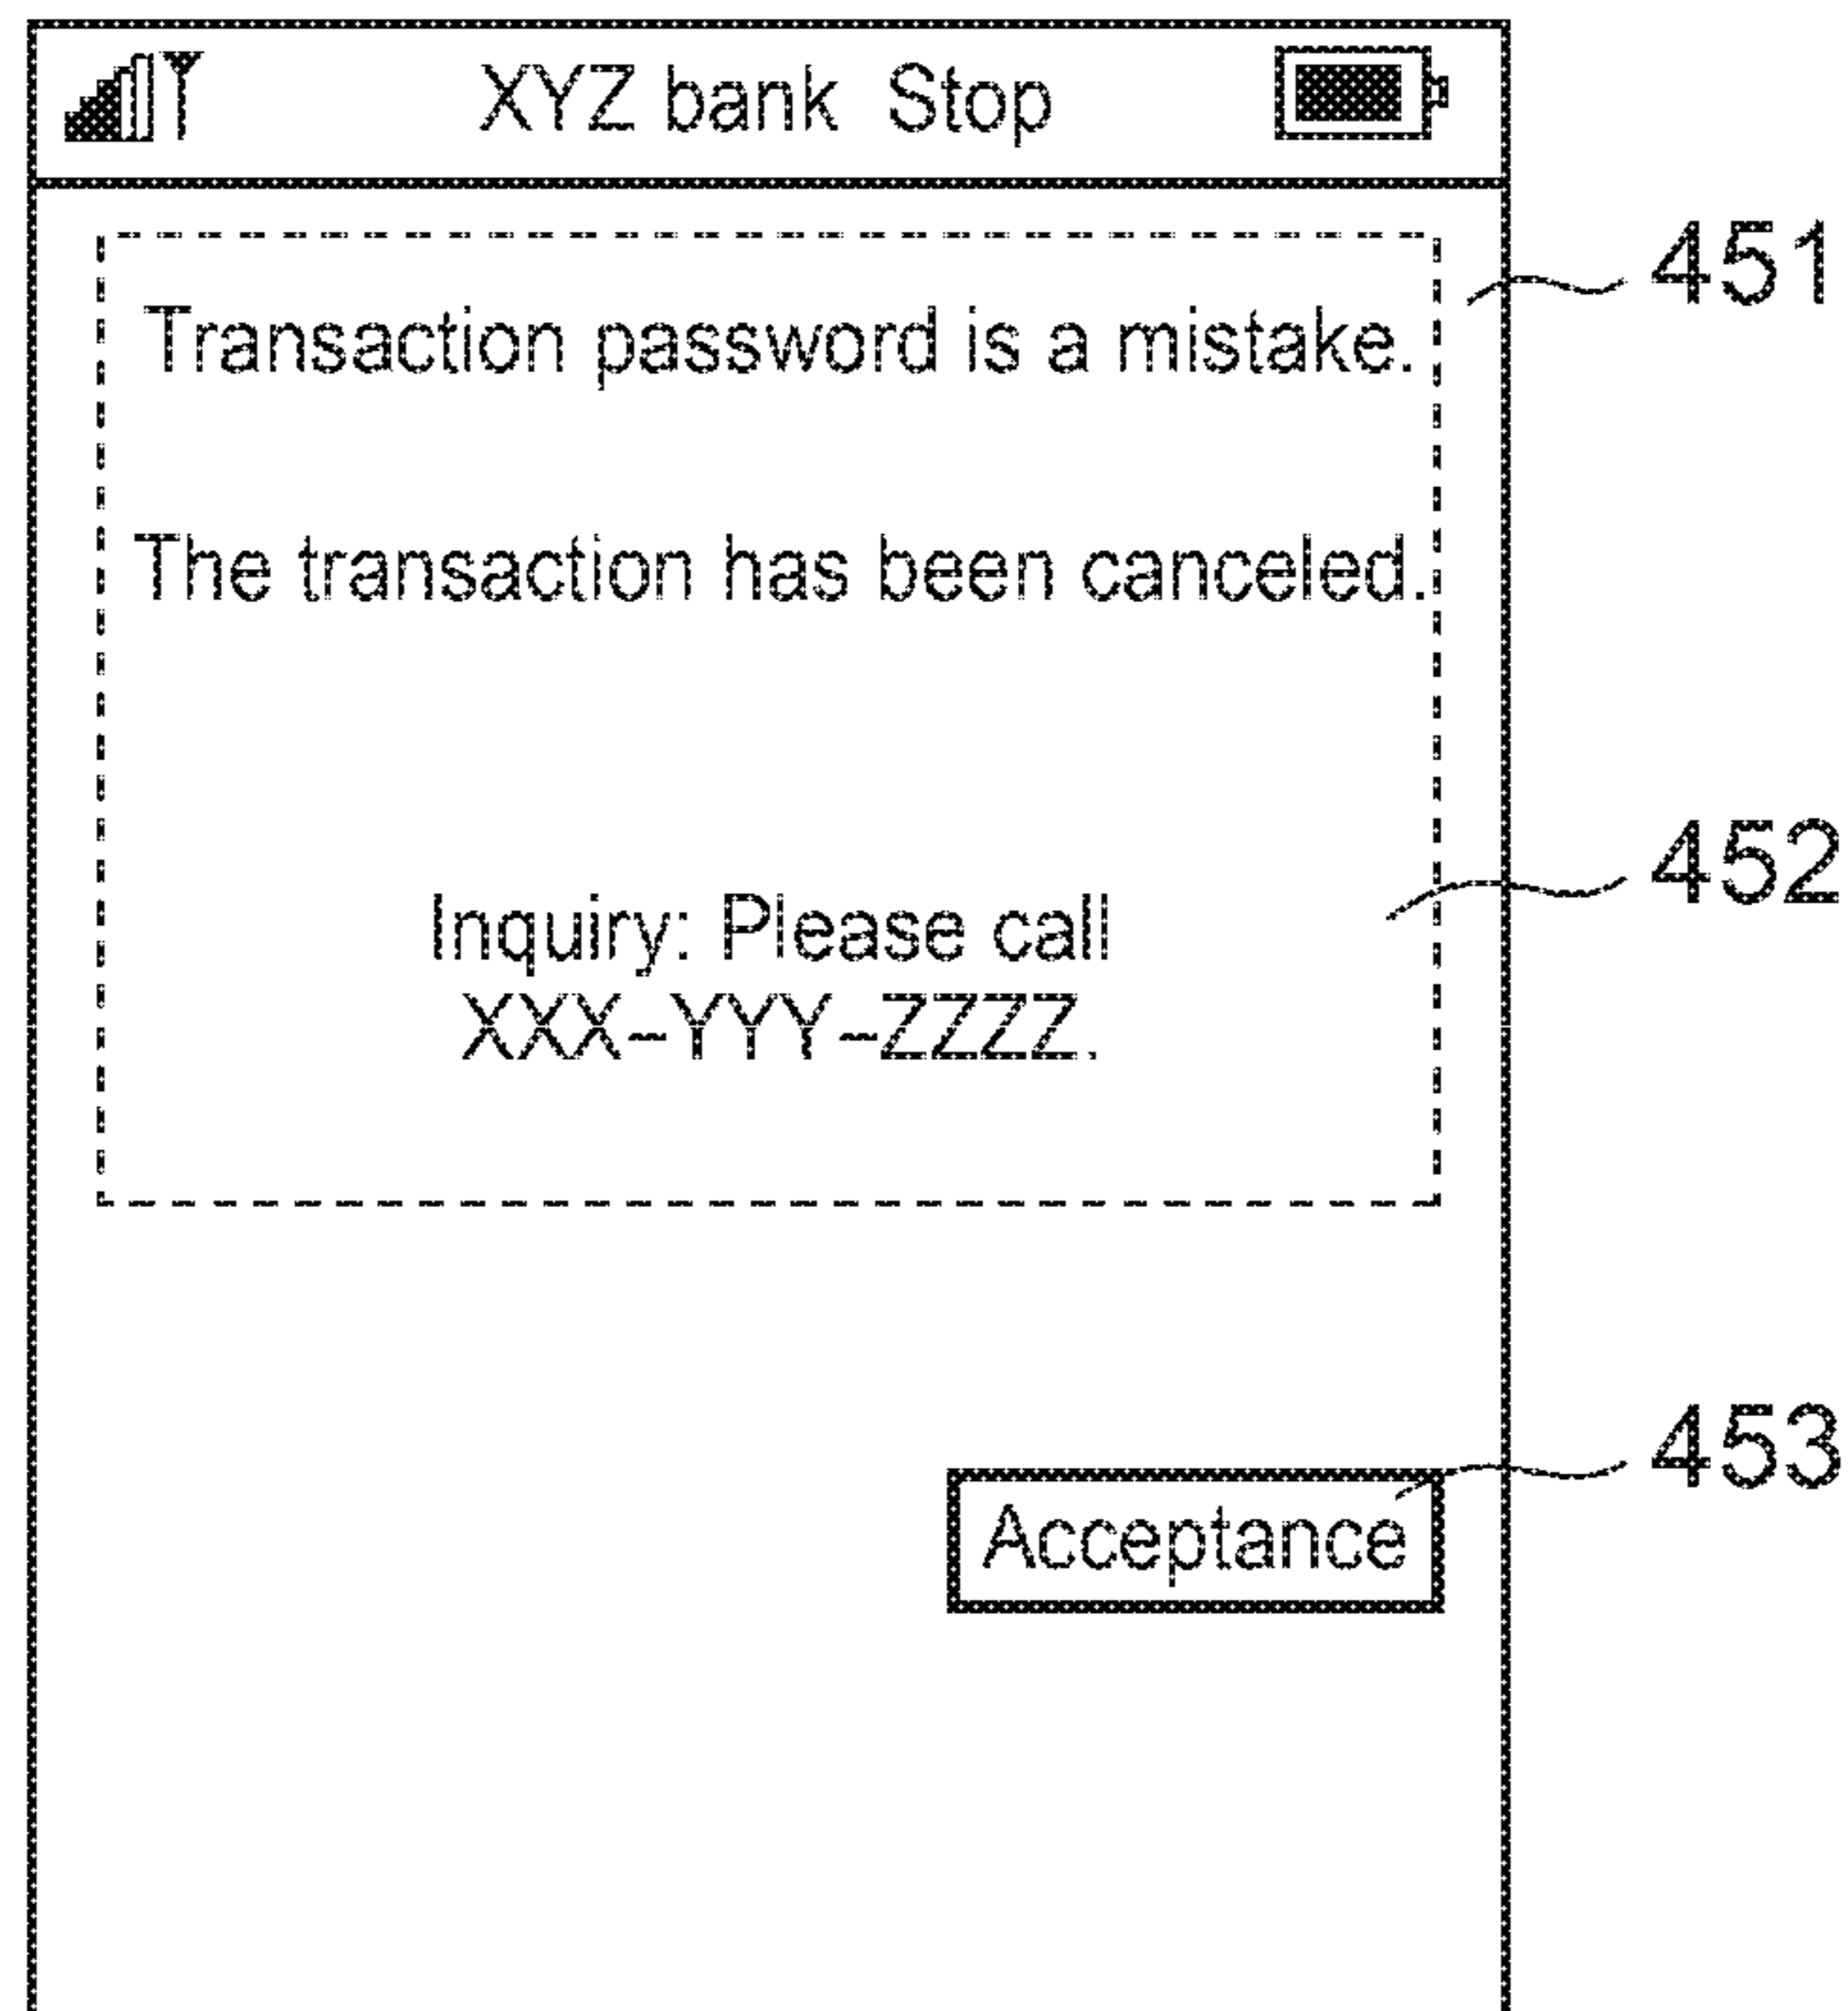 XYZ bank Stop
451
Transaction password is a mistake.
The transaction has been canceled.
452
Inquiry: Please call
XXX-YYY-ZZZZ.
453
Acceptance